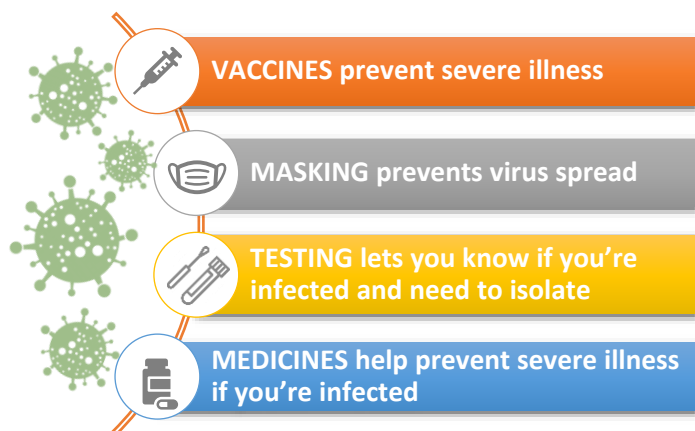 VACCINES prevent severe illness
MASKING prevents virus spread
TESTING lets you know if you’re
infected and need to isolate
MEDICINES help prevent severe illness
if you’re infected